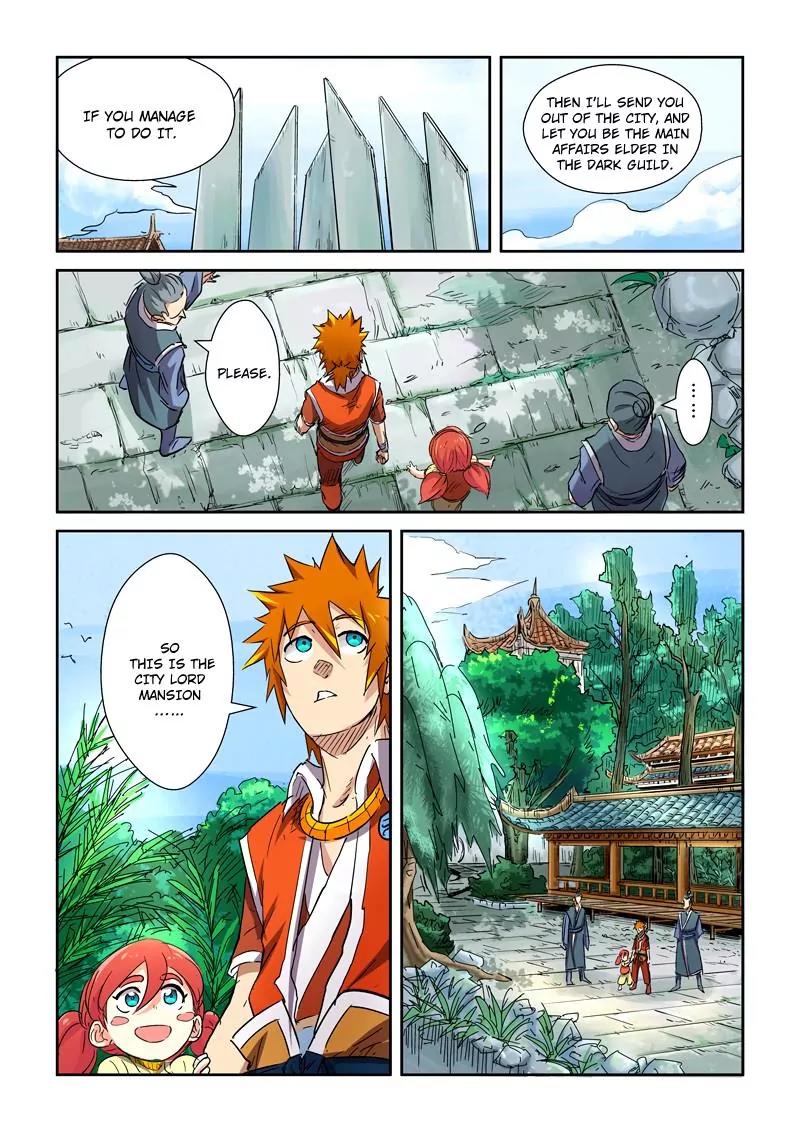 IF YOU MANAGE
TO DO IT.
THEN I'LL SEND YOU
OUT OF THE CITY, AND
LET YOU BE THE MAIN
AFFAIRS ELDER IN
THE DARK GUILD.
PLEASE.
……
SO
THIS IS THE
CITY LORD
MANSION
……